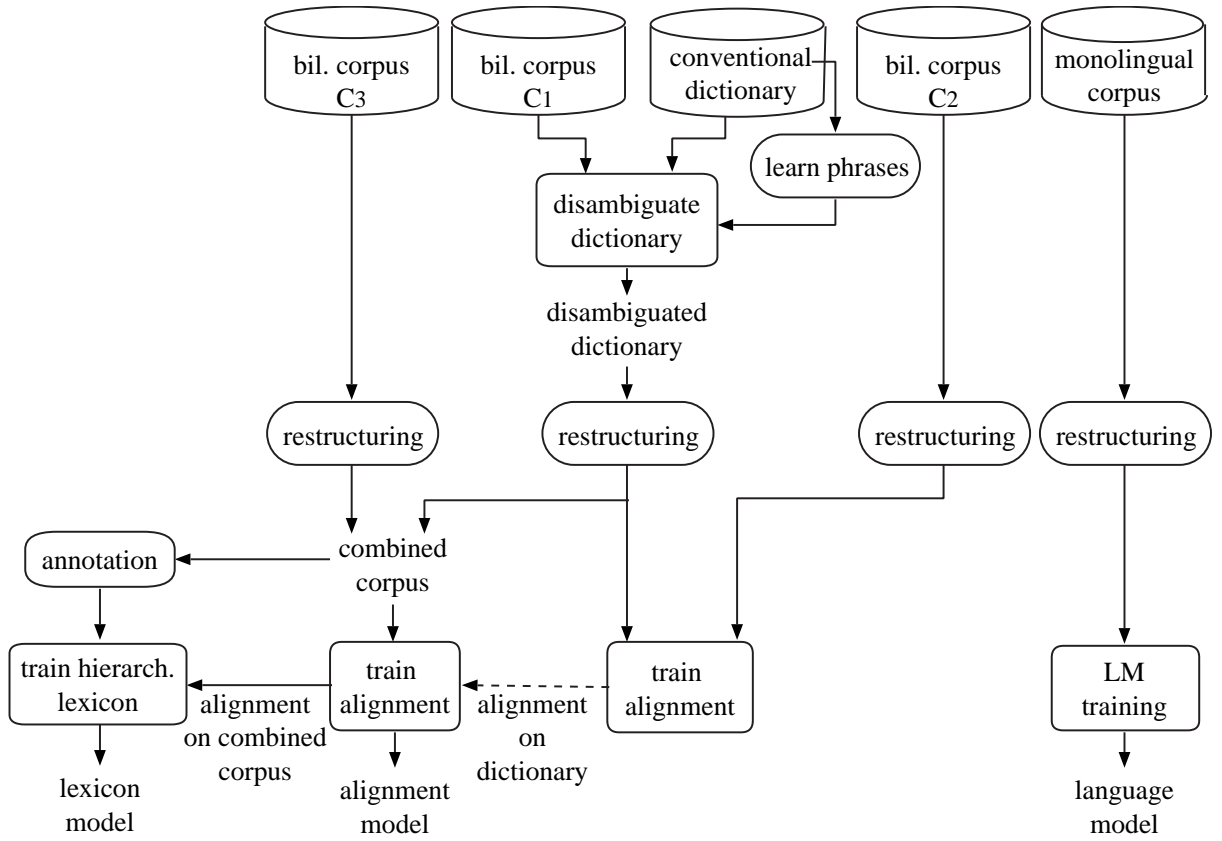 bil. corpus
C3
bil. corpus
C1
conventional
dictionary
bil. corpus
C2
monolingual
corpus
learn phrases
disambiguate
dictionary
disambiguated
dictionary
restructuring
restructuring
restructuring
restructuring
annotation
combined
corpus
train hierarch.
lexicon
alignment
on combined
corpus
train
alignment
alignment
on
dictionary
train
alignment
LM
training
lexicon
model
alignment
model
language
model